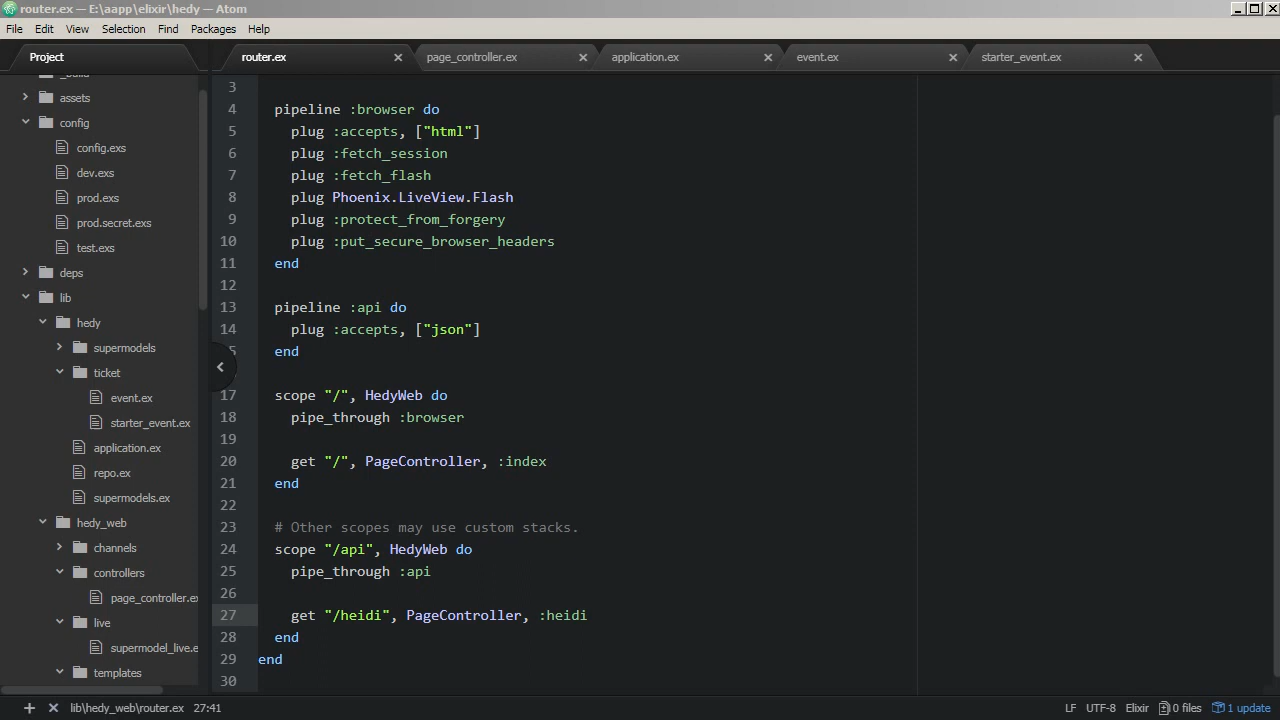 router.ex — E:\aapp\elixir\hedy — Atom
File Edit View Selection Find Packages Help
Project
router.ex page_controller.ex application.ex event.ex starter_event.ex
_build
assets
config
config.exs
dev.exs
prod.exs
prod.secret.exs
test.exs
deps
lib
hedy
supermodels
ticket
event.ex
starter_event.ex
application.ex
repo.ex
supermodels.ex
hedy_web
channels
controllers
page_controller.ex
live
supermodel_live.e
templates
3
4 pipeline :browser do
5 plug :accepts, ["html"]
6 plug :fetch_session
7 plug :fetch_flash
8 plug Phoenix.LiveView.Flash
9 plug :protect_from_forgery
10 plug :put_secure_browser_headers
11 end
12
13 pipeline :api do
14 plug :accepts, ["json"]
5 end
17 scope "/", HedyWeb do
18 pipe_through :browser
19
20 get "/", PageController, :index
21 end
22
23 # Other scopes may use custom stacks.
24 scope "/api", HedyWeb do
25 pipe_through :api
26
27 get "/heidi", PageController, :heidi
28 end
29 end
30
lib\hedy_web\router.ex 27:41 LF UTF-8 Elixir 0 files 1 update